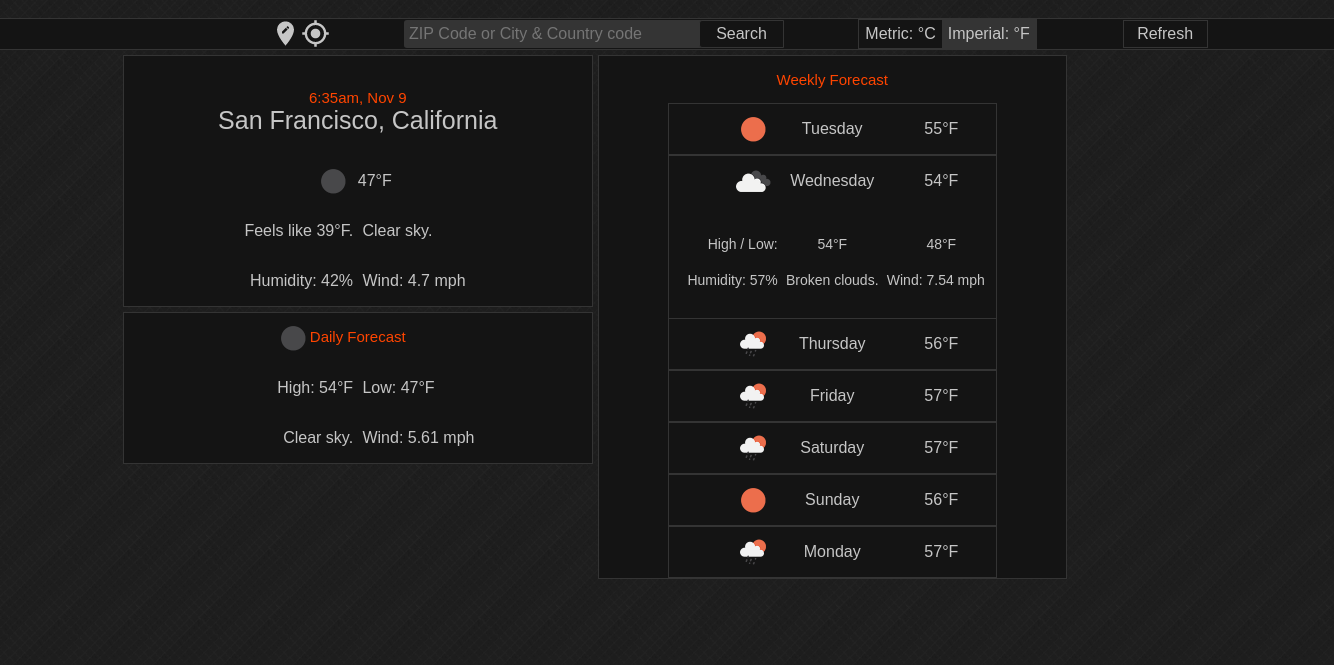 ZIP Code or City & Country code Search Metric: °C Imperial: °F Refresh
6:35am, Nov 9
San Francisco, California
47°F
Feels like 39°F. Clear sky.
Humidity: 42% Wind: 4.7 mph
Daily Forecast
High: 54°F Low: 47°F
Clear sky. Wind: 5.61 mph
Weekly Forecast
Tuesday 55°F
Wednesday 54°F
High / Low: 54°F 48°F
Humidity: 57% Broken clouds. Wind: 7.54 mph
Thursday 56°F
Friday 57°F
Saturday 57°F
Sunday 56°F
Monday 57°F